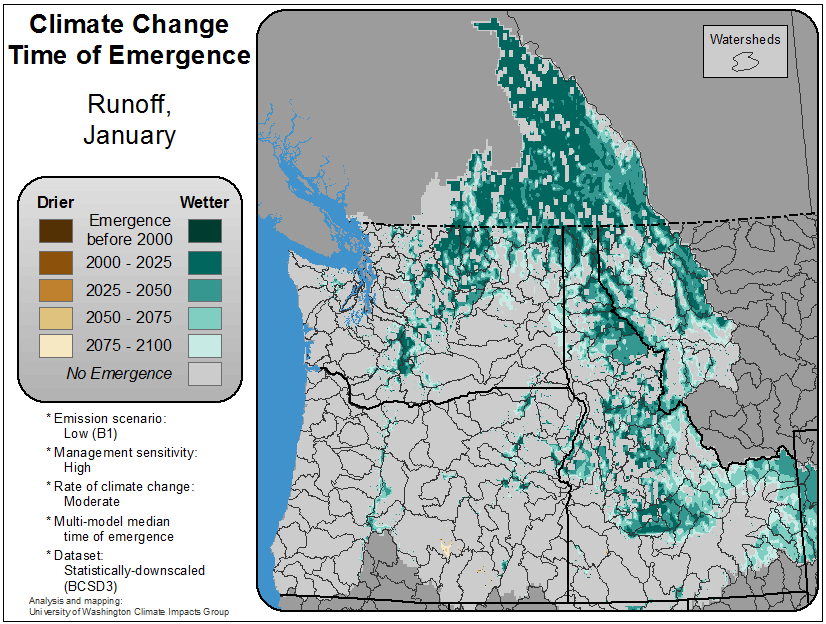 Climate Change
Time of Emergence
Runoff,
January
Drier
Wetter
Emergence
before 2000
2000 - 2025
2025 - 2050
2050 - 2075
2075 - 2100
No Emergence
* Emission scenario:
Low (B1)
* Management sensitivity:
High
* Rate of climate change:
Moderate
* Multi-model median
time of emergence
* Dataset:
Statistically-downscaled
(BCSD3)
Analysis and mapping:
University of Washington Climate Impacts Group
Watersheds